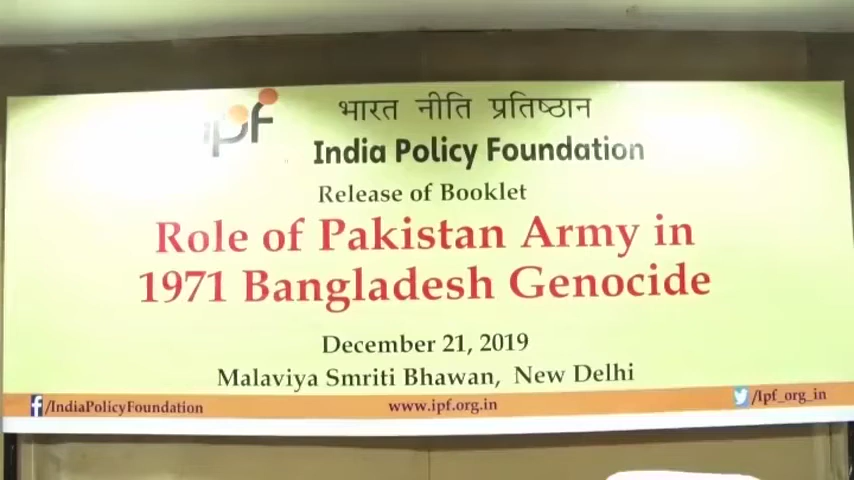 ipf
भारत नीति प्रतिष्ठान
India Policy Foundation
Release of Booklet
Role of Pakistan Army in
1971 Bangladesh Genocide
December 21, 2019
Malaviya Smriti Bhawan, New Delhi
f/IndiaPolicyFoundation www.ipf.org.in /Ipf_org_in